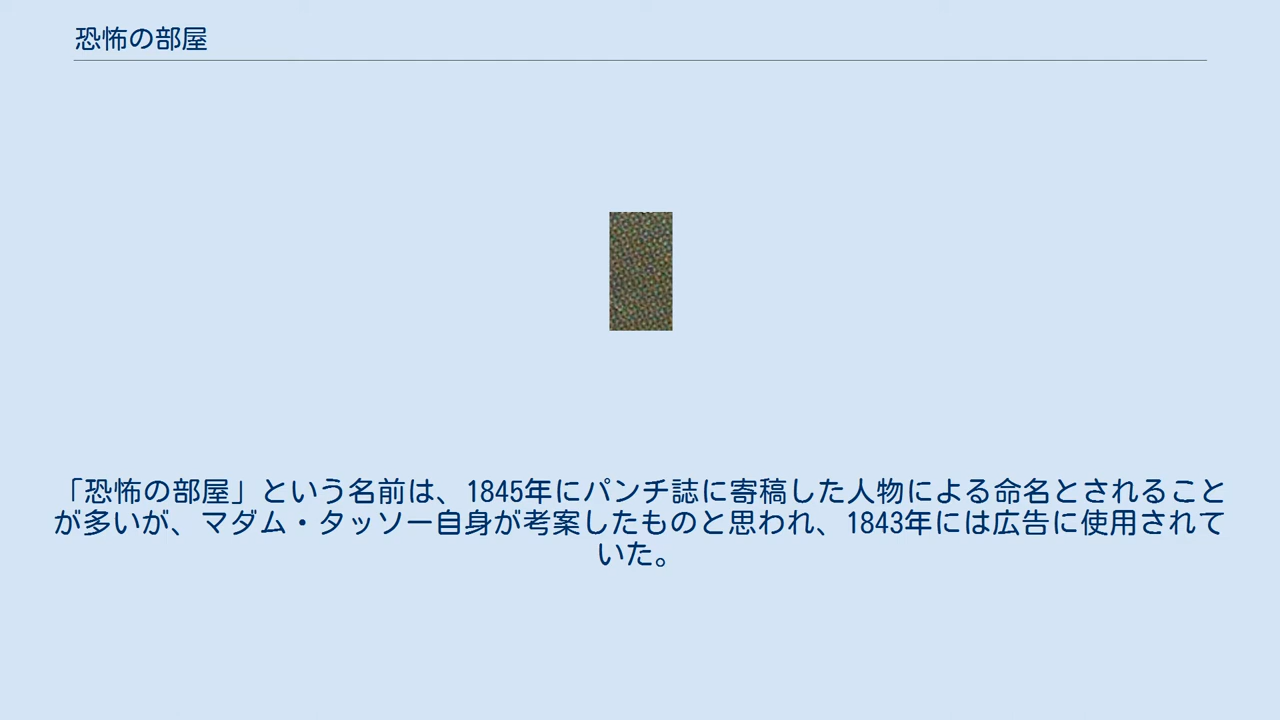 恐怖の部屋
「恐怖の部屋」という名前は、1845年にパンチ誌に寄稿した人物による命名とされること
が多いが、マダム・タッソー自身が考案したものと思われ、1843年には広告に使用されて
いた。